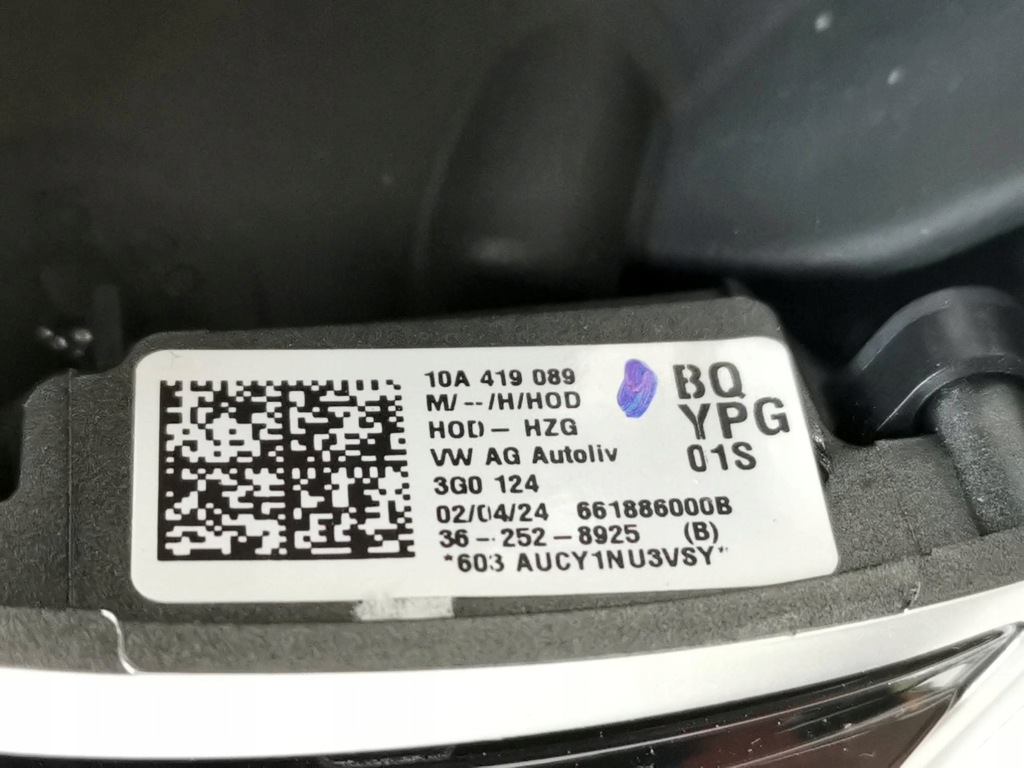 10A 419 089
M/--/H/HOD
HOD- HZG
VW AG Autoliv
3G0 124
02/04/24 661886000B
36-252-8925 (B)
*603 AUCY1NU3VSY*
BQ
YPG
01S